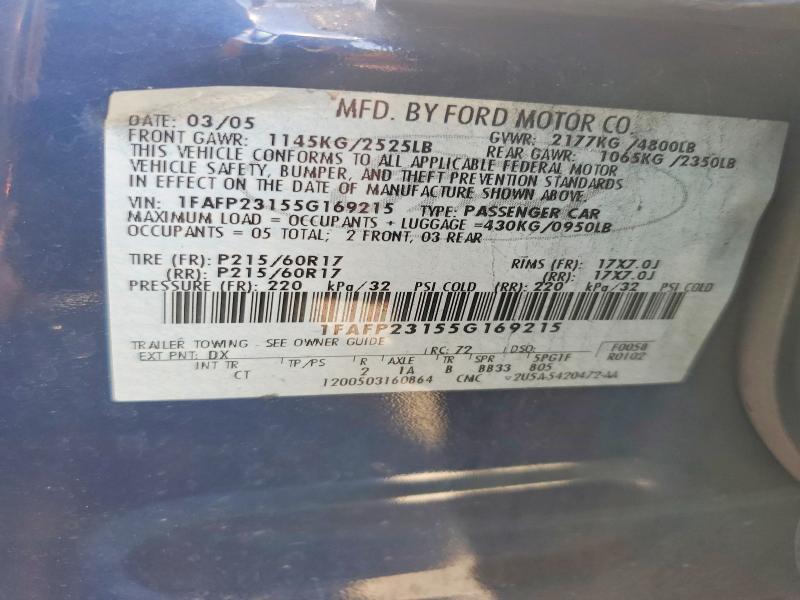 MFD. BY FORD MOTOR CO.
DATE: 03/05 GVWR: 2177KG/4800LB
FRONT GAWR: 1145KG/2525LB REAR GAWR: 1065KG/2350LB
THIS VEHICLE CONFORMS TO ALL APPLICABLE FEDERAL MOTOR
VEHICLE SAFETY, BUMPER, AND THEFT PREVENTION STANDARDS
IN EFFECT ON THE DATE OF MANUFACTURE SHOWN ABOVE.
VIN: 1FAFP23155G169215 TYPE: PASSENGER CAR
MAXIMUM LOAD = OCCUPANTS + LUGGAGE =430KG/0950LB
OCCUPANTS = 05 TOTAL; 2 FRONT, 03 REAR
TIRE (FR): P215/60R17 RIMS (FR): 17X7.0J
(RR): P215/60R17 (RR): 17X7.0J
PRESSURE (FR): 220 kPa/32 PSI COLD (RR): 220 kPa/32 PSI COLD
1FAFP23155G169215
TRAILER TOWING - SEE OWNER GUIDE
EXT PNT: DX RC: 72 DSO: F0058
R0102
INT TR TP/PS R AXLE TR SPR 5PG1F
CT 2 1A B BB33 B05
1200503160864 CMC 2U5A-5420472-AA